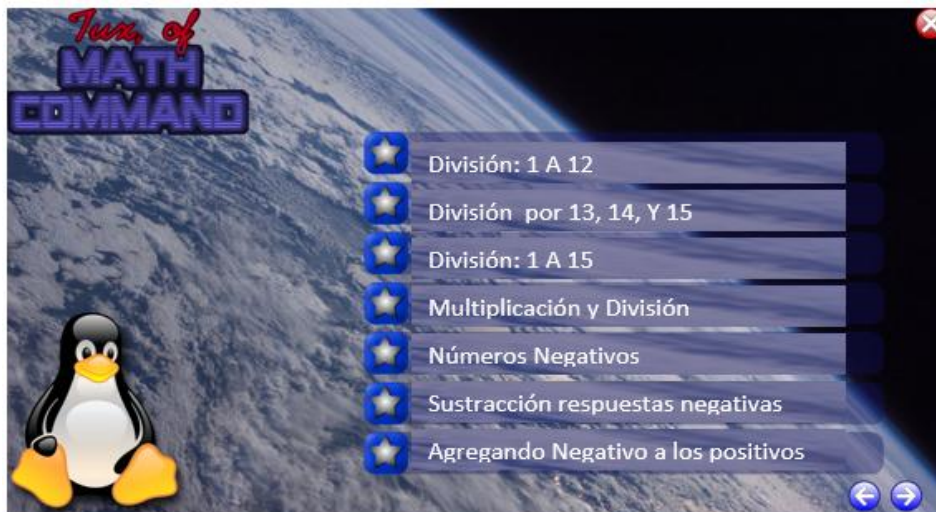 Tux, of
MATH
COMMAND
División: 1 A 12
División por 13, 14, Y 15
División: 1 A 15
Multiplicación y División
Números Negativos
Sustracción respuestas negativas
Agregando Negativo a los positivos